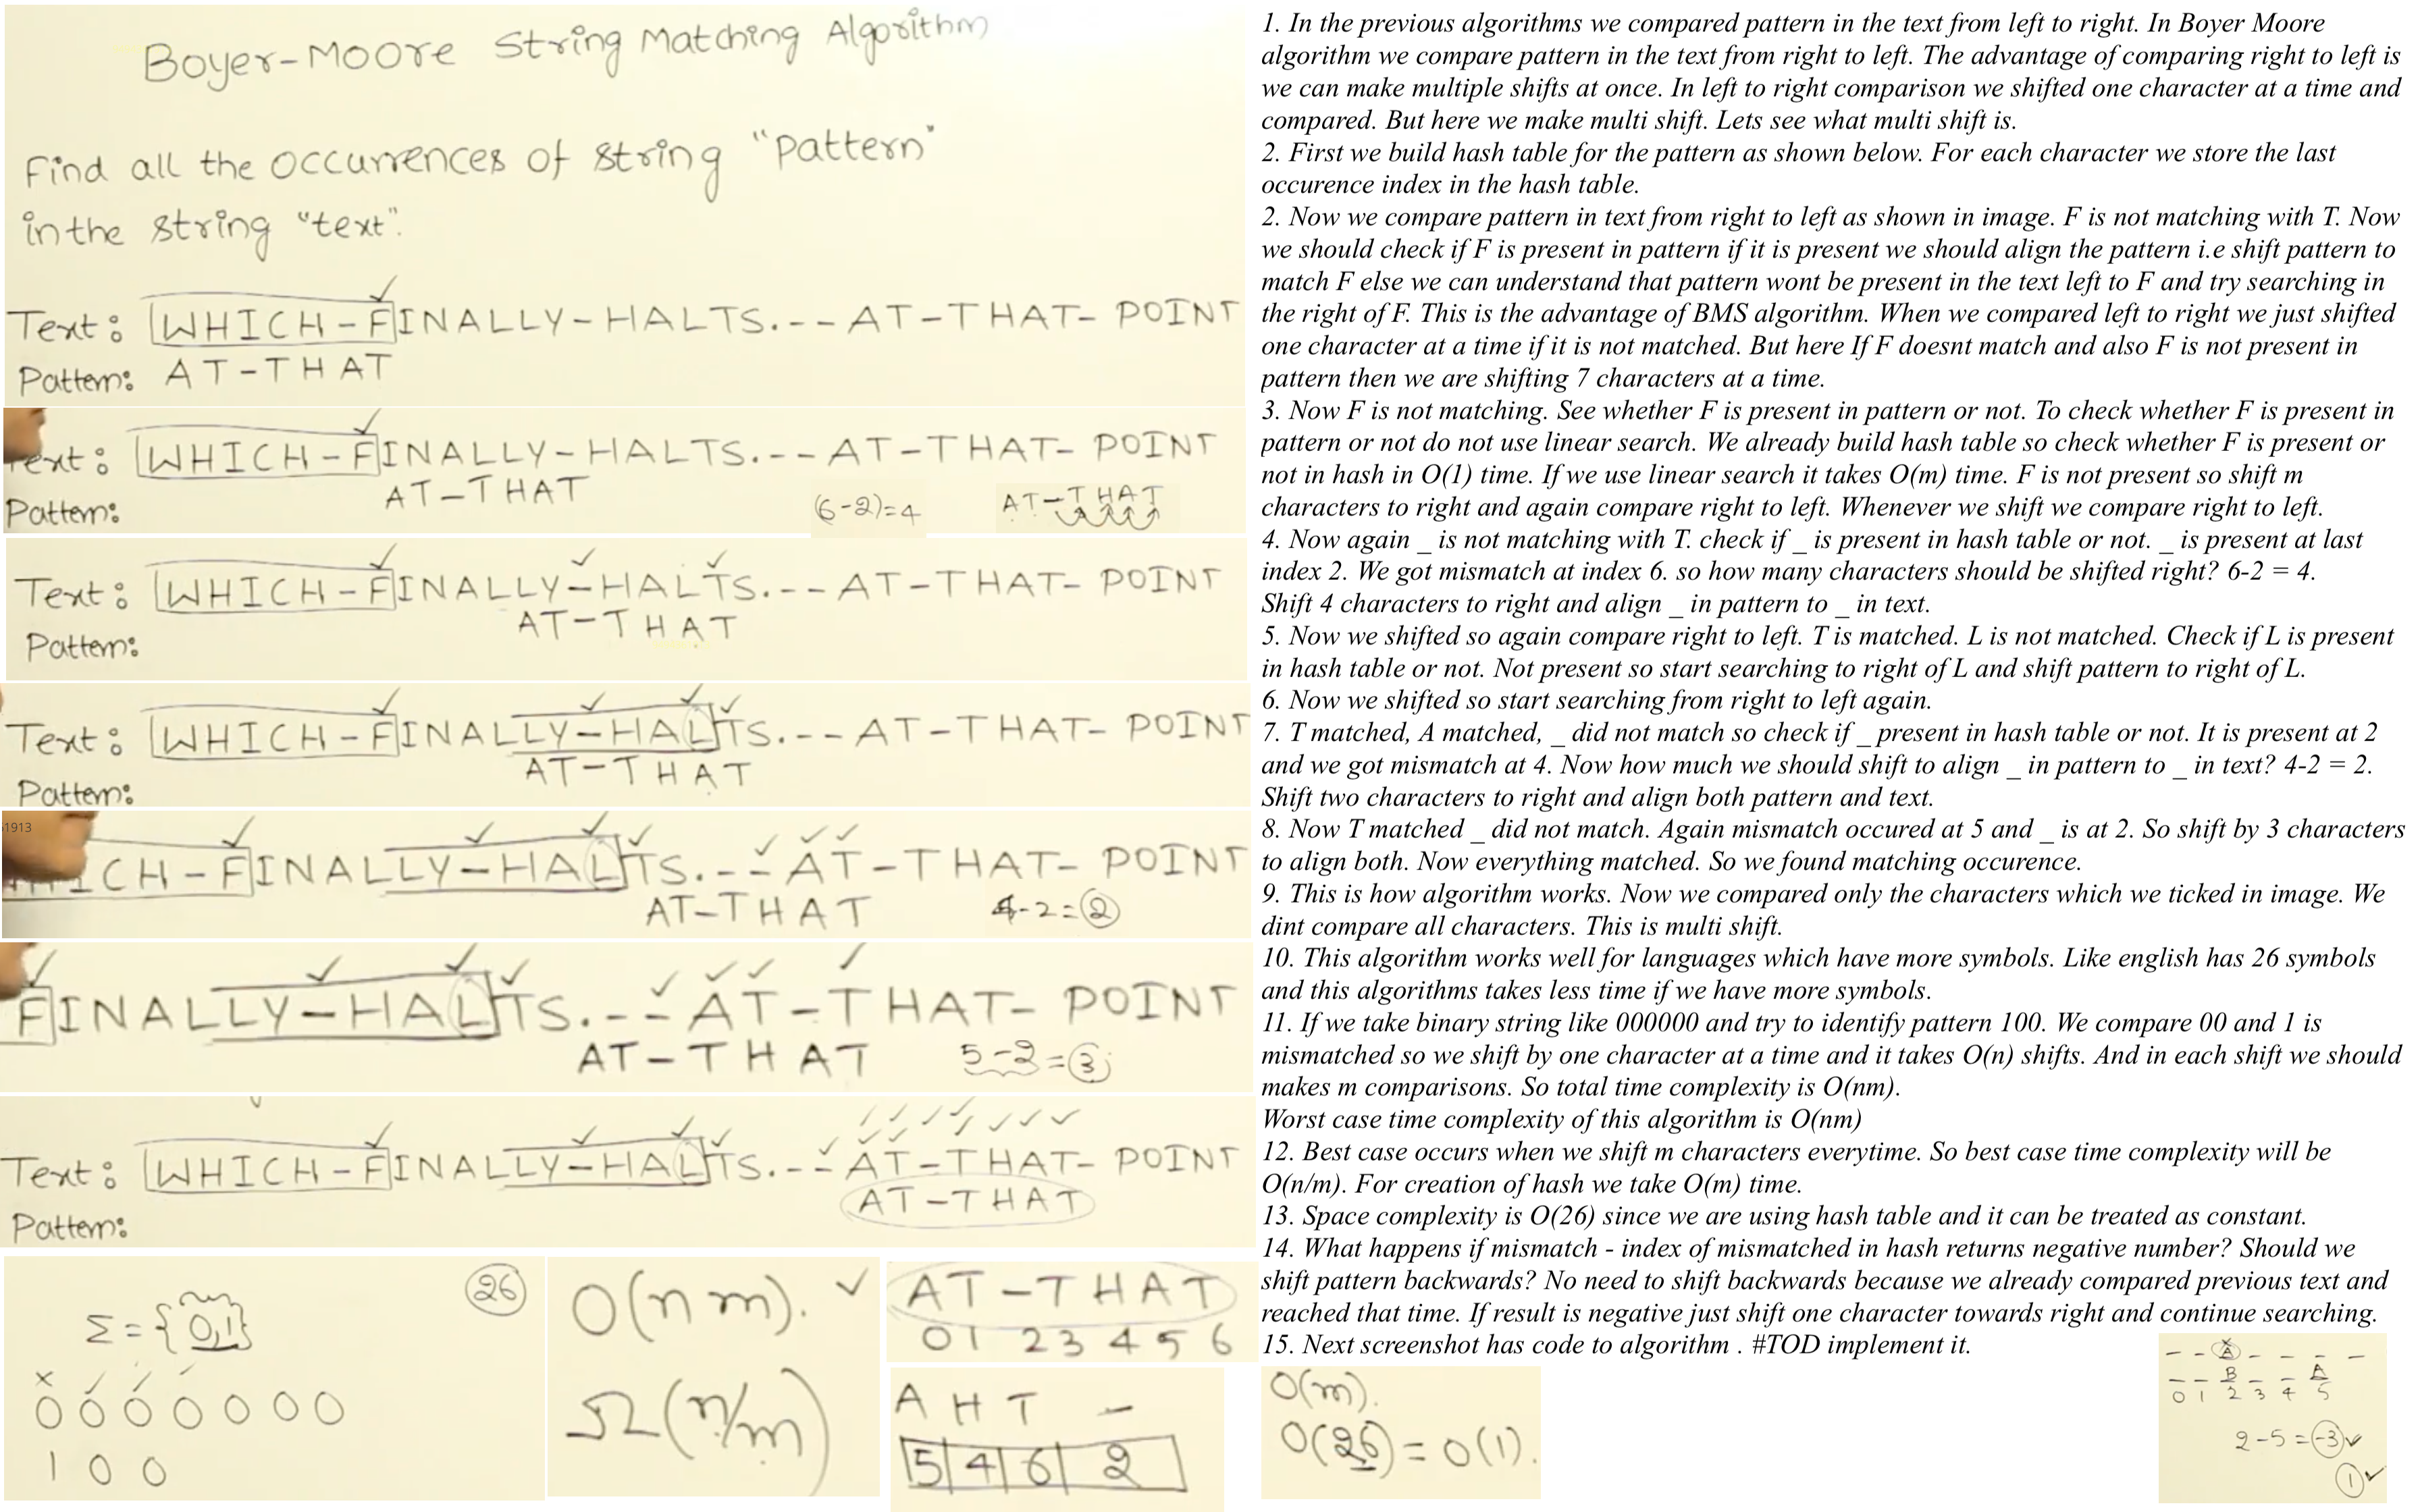 Boyer-Moore String Matching Algorithm
Find all the occurrences of string "pattern"
in the string "text".
Text: WHICH-FINALLY-HALTS.--AT-THAT-POINT
Pattern: AT-THAT
Text: WHICH-FINALLY-HALTS.--AT-THAT-POINT
AT-THAT
Pattern:
(6-2)=4
AT-THAT
Text: WHICH-FINALLY-HALTS.--AT-THAT-POINT
AT-THAT
Pattern:
Text: WHICH-FINALLY-HALTS.--AT-THAT-POINT
AT-THAT
Pattern:
1913
ICH-FINALLY-HALTS.--AT-THAT-POINT
AT-THAT
4-2=2
FINALLY-HALTS.--AT-THAT-POINT
AT-THAT
5-2=3
Text: WHICH-FINALLY-HALTS.--AT-THAT-POINT
AT-THAT
Pattern:
26
Σ={0,1}
0 0 0 0 0 0 0
1 0 0
O(nm).
Ω(n/m)
AT-THAT
0 1 2 3 4 5 6
A H T -
5 4 6 2
1. In the previous algorithms we compared pattern in the text from left to right. In Boyer Moore
algorithm we compare pattern in the text from right to left. The advantage of comparing right to left is
we can make multiple shifts at once. In left to right comparison we shifted one character at a time and
compared. But here we make multi shift. Lets see what multi shift is.
2. First we build hash table for the pattern as shown below. For each character we store the last
occurence index in the hash table.
2. Now we compare pattern in text from right to left as shown in image. F is not matching with T. Now
we should check if F is present in pattern if it is present we should align the pattern i.e shift pattern to
match F else we can understand that pattern wont be present in the text left to F and try searching in
the right of F. This is the advantage of BMS algorithm. When we compared left to right we just shifted
one character at a time if it is not matched. But here If F doesnt match and also F is not present in
pattern then we are shifting 7 characters at a time.
3. Now F is not matching. See whether F is present in pattern or not. To check whether F is present in
pattern or not do not use linear search. We already build hash table so check whether F is present or
not in hash in O(1) time. If we use linear search it takes O(m) time. F is not present so shift m
characters to right and again compare right to left. Whenever we shift we compare right to left.
4. Now again _ is not matching with T. check if _ is present in hash table or not. _ is present at last
index 2. We got mismatch at index 6. so how many characters should be shifted right? 6-2 = 4.
Shift 4 characters to right and align _ in pattern to _ in text.
5. Now we shifted so again compare right to left. T is matched. L is not matched. Check if L is present
in hash table or not. Not present so start searching to right of L and shift pattern to right of L.
6. Now we shifted so start searching from right to left again.
7. T matched, A matched, _ did not match so check if _ present in hash table or not. It is present at 2
and we got mismatch at 4. Now how much we should shift to align _ in pattern to _ in text? 4-2 = 2.
Shift two characters to right and align both pattern and text.
8. Now T matched _ did not match. Again mismatch occured at 5 and _ is at 2. So shift by 3 characters
to align both. Now everything matched. So we found matching occurence.
9. This is how algorithm works. Now we compared only the characters which we ticked in image. We
dint compare all characters. This is multi shift.
10. This algorithm works well for languages which have more symbols. Like english has 26 symbols
and this algorithms takes less time if we have more symbols.
11. If we take binary string like 000000 and try to identify pattern 100. We compare 00 and 1 is
mismatched so we shift by one character at a time and it takes O(n) shifts. And in each shift we should
makes m comparisons. So total time complexity is O(nm).
Worst case time complexity of this algorithm is O(nm)
12. Best case occurs when we shift m characters everytime. So best case time complexity will be
O(n/m). For creation of hash we take O(m) time.
13. Space complexity is O(26) since we are using hash table and it can be treated as constant.
14. What happens if mismatch - index of mismatched in hash returns negative number? Should we
shift pattern backwards? No need to shift backwards because we already compared previous text and
reached that time. If result is negative just shift one character towards right and continue searching.
15. Next screenshot has code to algorithm . #TOD implement it.
O(m).
O(26) = O(1).
A
B A
0 1 2 3 4 5
2-5=-3
1